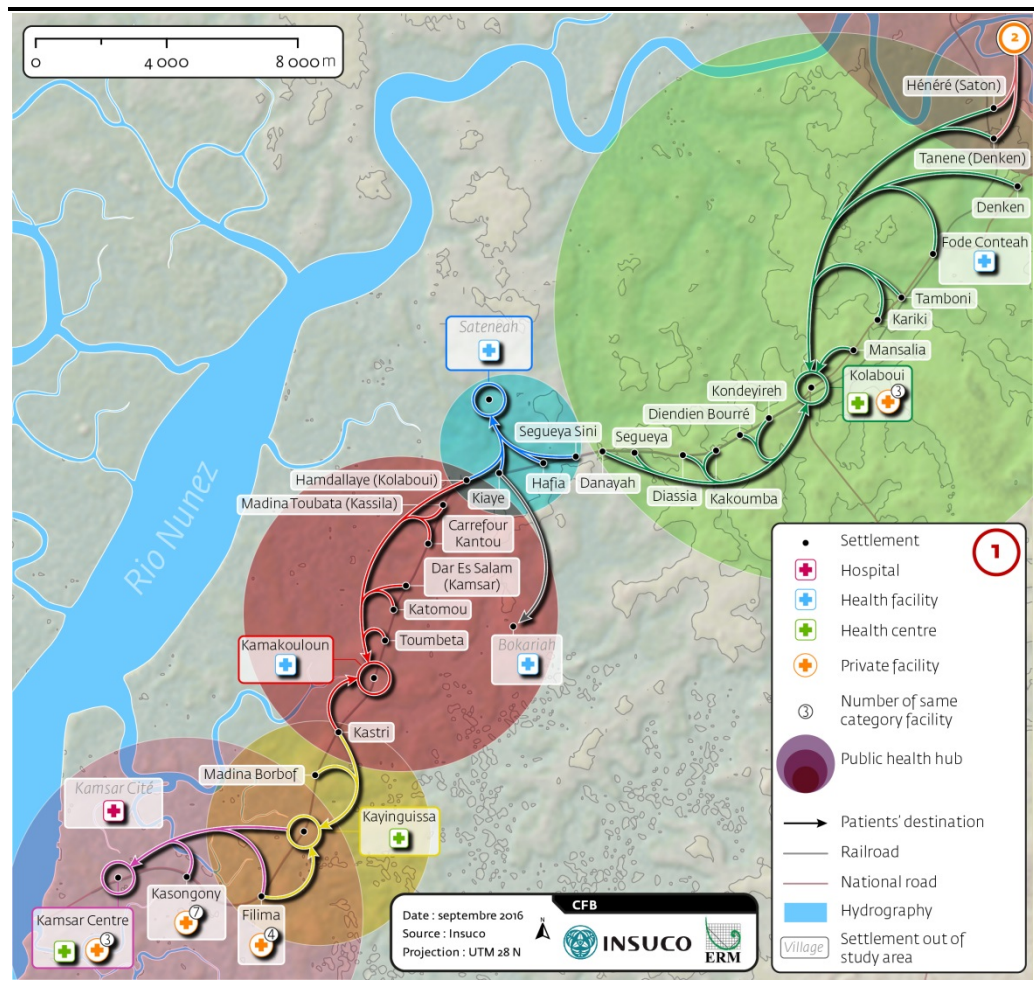 0 4 000 8 000 m
2
Hénéré (Saton)
Tanene (Denken)
Denken
Fode Conteah
Tamboni
Kariki
Mansalia
Sateneah
Kolaboui
3
Kondeyireh
Diendien Bourré
Segueya Sini
Segueya
Hamdallaye (Kolaboui)
Kiaye
Hafia
Danayah
Diassia
Kakoumba
Madina Toubata (Kassila)
Carrefour
Kantou
Rio Nunez
Dar Es Salam
(Kamsar)
Katomou
Toumbeta
Kamakouloun
Bokariah
Kastri
Madina Borbof
Kamsar Cité
Kayinguissa
Kasongony
7
Filima
4
Kamsar Centre
3
1
Settlement
Hospital
Health facility
Health centre
Private facility
3
Number of same
category facility
Public health hub
Patients' destination
Railroad
National road
Hydrography
Village
Settlement out of
study area
CFB
Date : septembre 2016
Source : Insuco
Projection : UTM 28 N
N
INSUCO
ERM